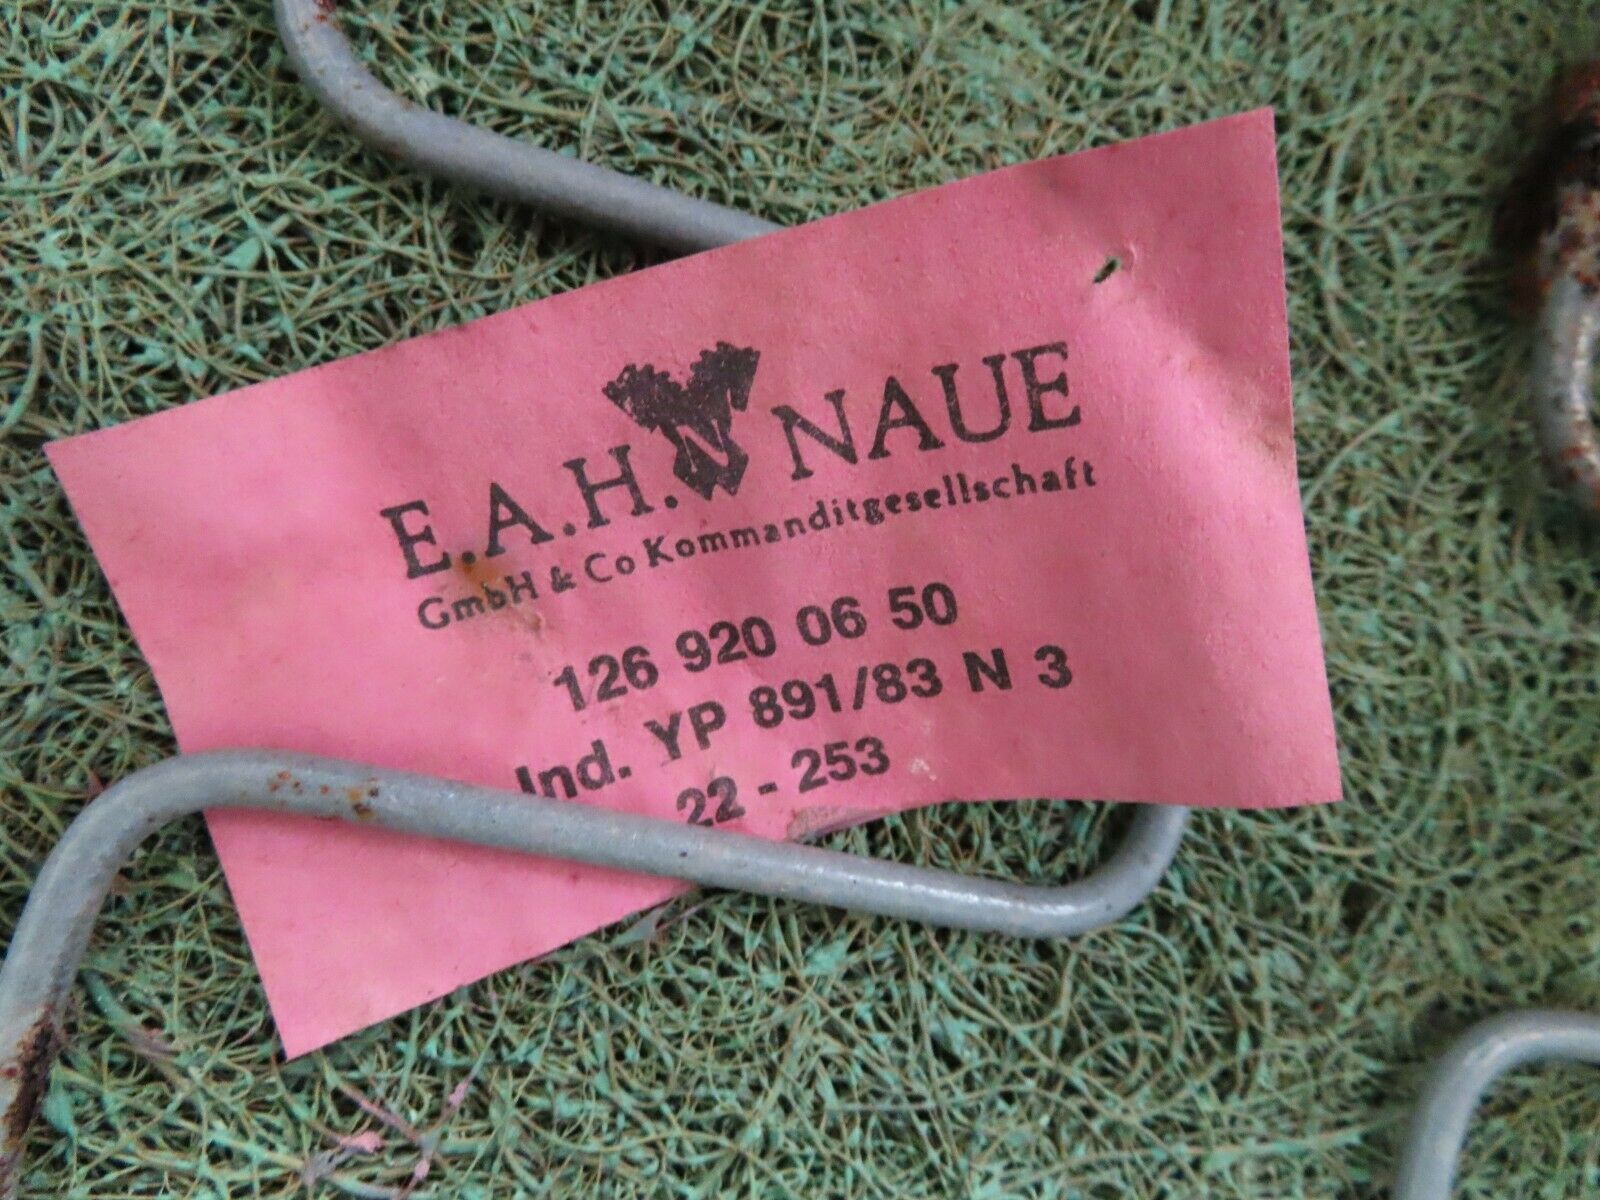 E.A.H. N NAUE
GmbH & Co Kommanditgesellschaft
126 920 06 50
Ind. YP 891/83 N 3
22 - 253